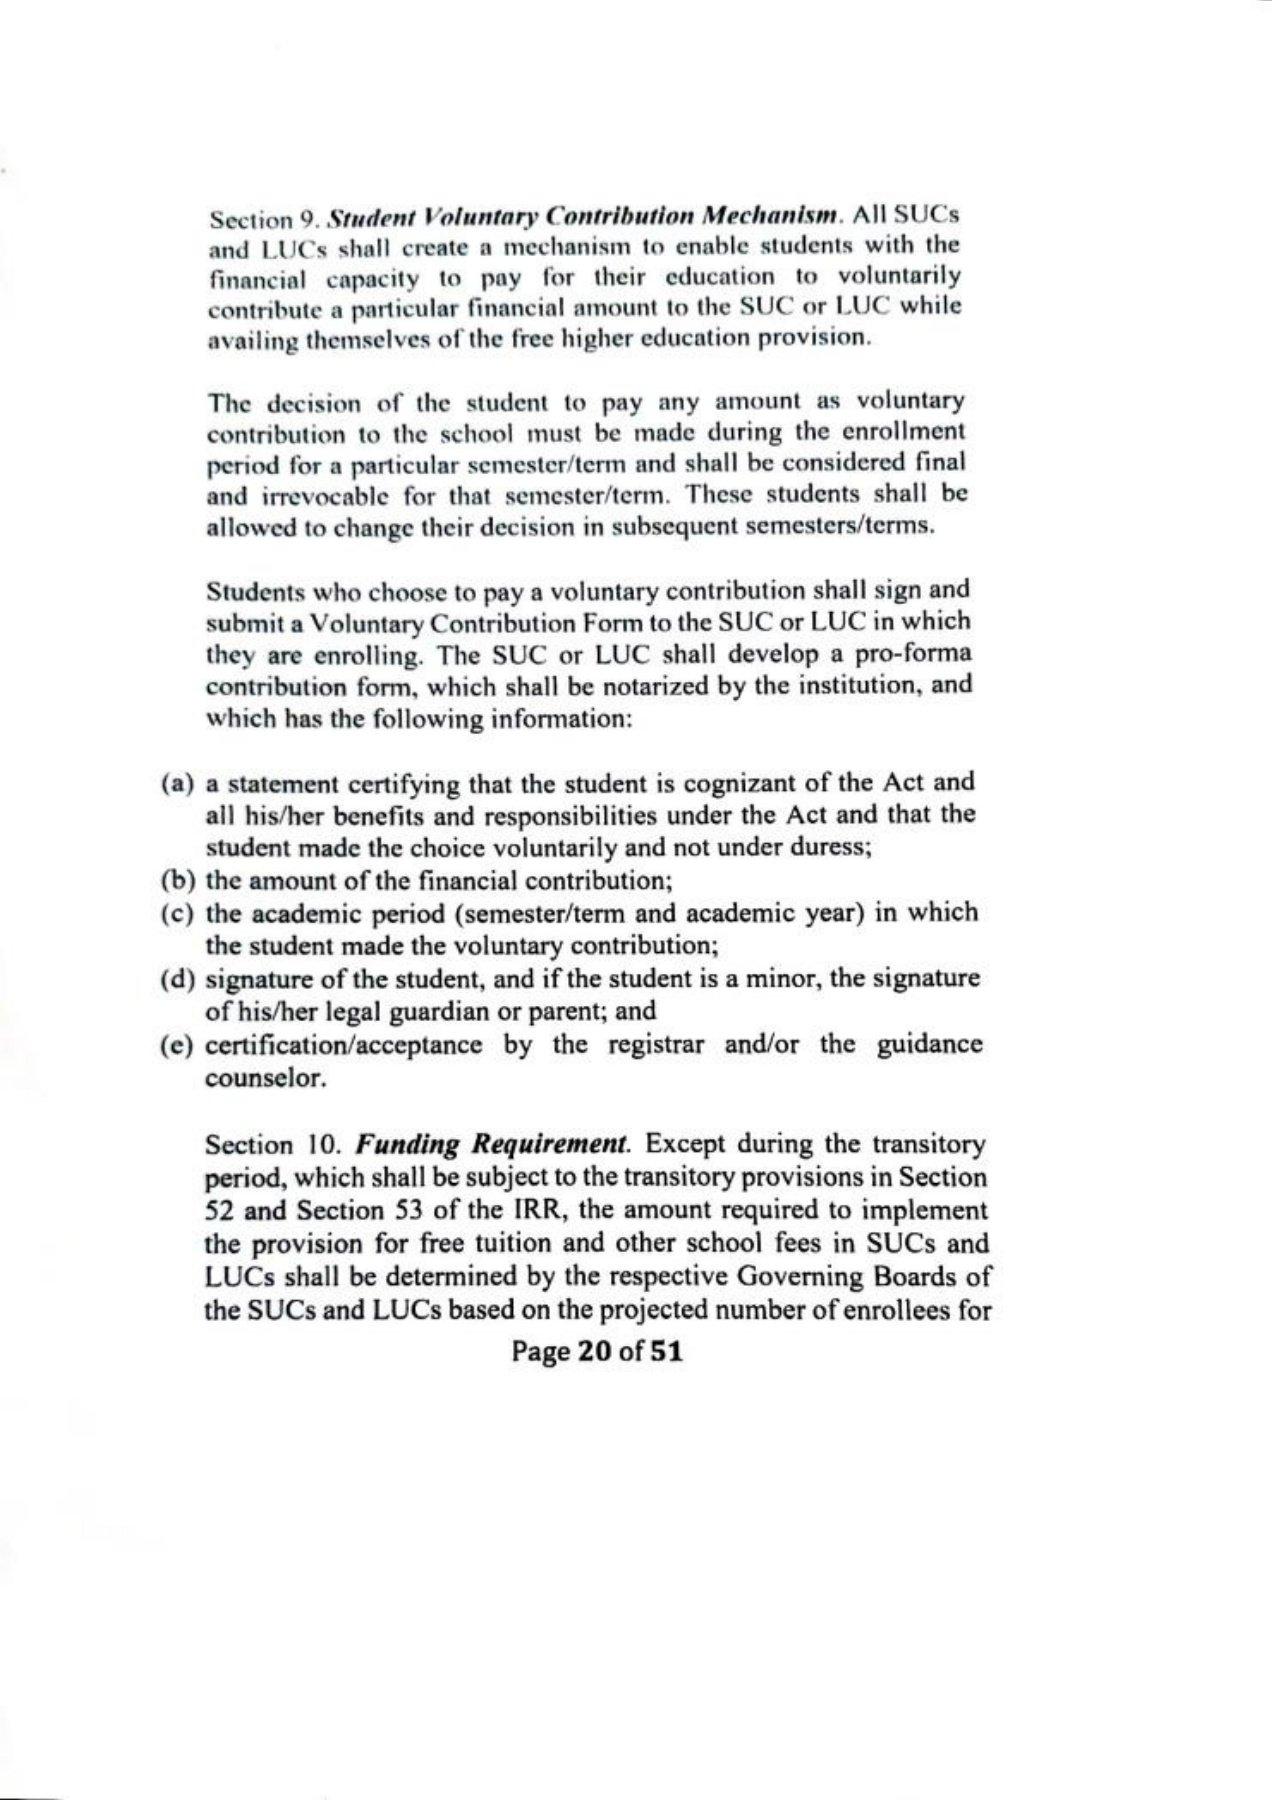 Section 9. Student Voluntary Contribution Mechanism. All SUCs
and LUCs shall create a mechanism to enable students with the
financial capacity to pay for their education to voluntarily
contribute a particular financial amount to the SUC or LUC while
availing themselves of the free higher education provision.
The decision of the student to pay any amount as voluntary
contribution to the school must be made during the enrollment
period for a particular semester/term and shall be considered final
and irrevocable for that semester/term. These students shall be
allowed to change their decision in subsequent semesters/terms.
Students who choose to pay a voluntary contribution shall sign and
submit a Voluntary Contribution Form to the SUC or LUC in which
they are enrolling. The SUC or LUC shall develop a pro-forma
contribution form, which shall be notarized by the institution, and
which has the following information:
(a) a statement certifying that the student is cognizant of the Act and
all his/her benefits and responsibilities under the Act and that the
student made the choice voluntarily and not under duress;
(b) the amount of the financial contribution;
(c) the academic period (semester/term and academic year) in which
the student made the voluntary contribution;
(d) signature of the student, and if the student is a minor, the signature
of his/her legal guardian or parent; and
(e) certification/acceptance by the registrar and/or the guidance
counselor.
Section 10. Funding Requirement. Except during the transitory
period, which shall be subject to the transitory provisions in Section
52 and Section 53 of the IRR, the amount required to implement
the provision for free tuition and other school fees in SUCs and
LUCs shall be determined by the respective Governing Boards of
the SUCs and LUCs based on the projected number of enrollees for
Page 20 of 51